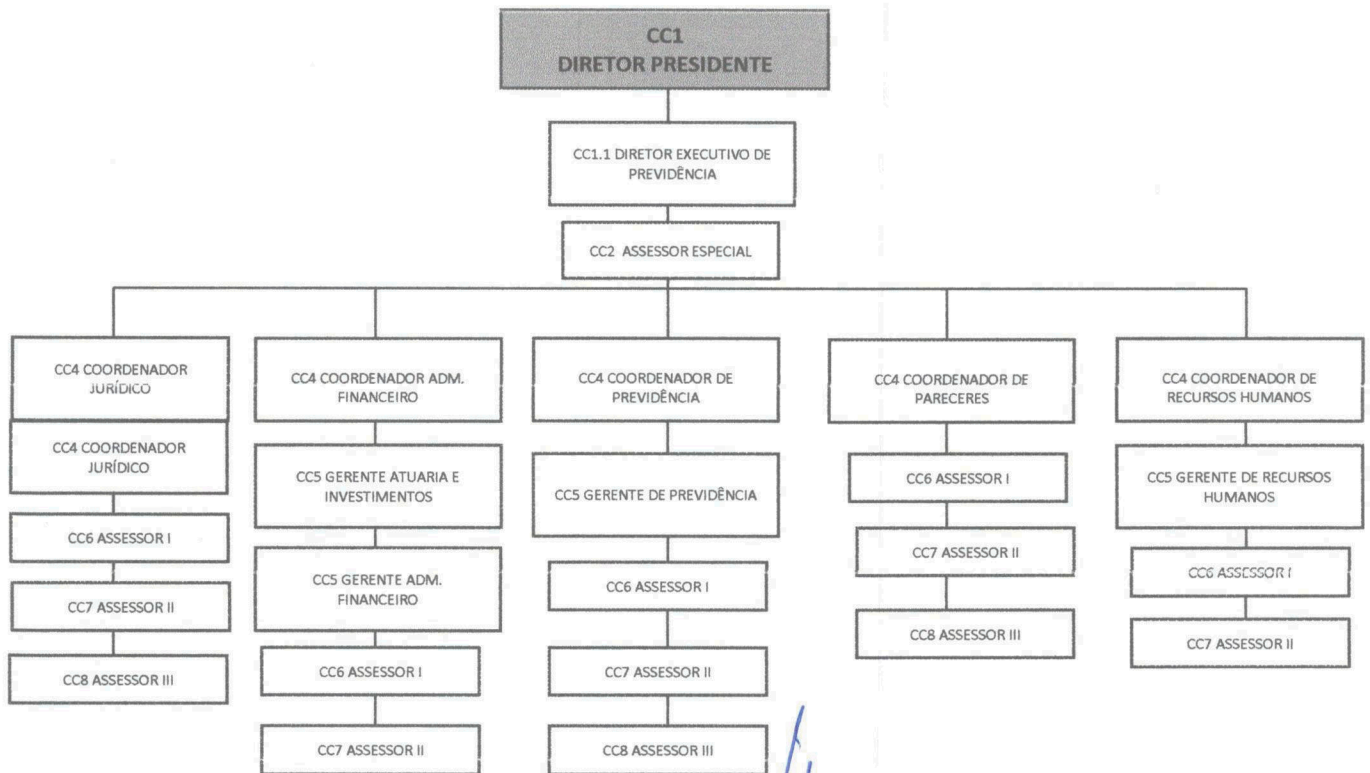 CC1
DIRETOR PRESIDENTE
CC1.1 DIRETOR EXECUTIVO DE
PREVIDÊNCIA
CC2 ASSESSOR ESPECIAL
CC4 COORDENADOR
JURÍDICO
CC4 COORDENADOR
JURÍDICO
CC6 ASSESSOR I
CC7 ASSESSOR II
CC8 ASSESSOR III
CC4 COORDENADOR ADM.
FINANCEIRO
CC5 GERENTE ATUARIA E
INVESTIMENTOS
CC5 GERENTE ADM.
FINANCEIRO
CC6 ASSESSOR I
CC7 ASSESSOR II
CC4 COORDENADOR DE
PREVIDÊNCIA
CC5 GERENTE DE PREVIDÊNCIA
CC6 ASSESSOR I
CC7 ASSESSOR II
CC8 ASSESSOR III
CC4 COORDENADOR DE
PARECERES
CC6 ASSESSOR I
CC7 ASSESSOR II
CC8 ASSESSOR III
CC4 COORDENADOR DE
RECURSOS HUMANOS
CC5 GERENTE DE RECURSOS
HUMANOS
CC6 ASSESSOR I
CC7 ASSESSOR II